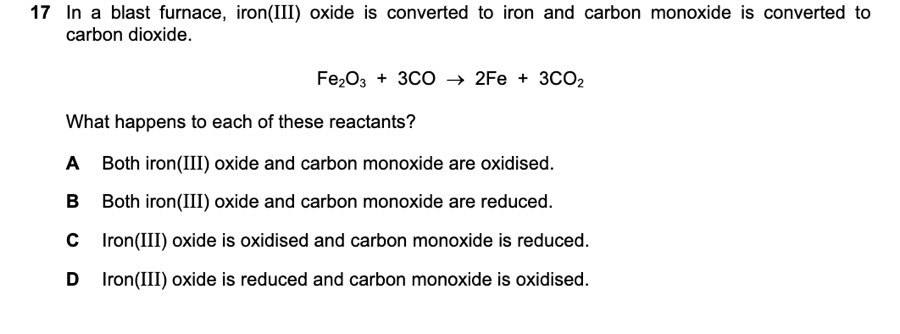 17 In a blast furnace, iron(III) oxide is converted to iron and carbon monoxide is converted to
carbon dioxide.
Fe₂O₃ + 3CO → 2Fe + 3CO₂
What happens to each of these reactants?
A Both iron(III) oxide and carbon monoxide are oxidised.
B Both iron(III) oxide and carbon monoxide are reduced.
C Iron(III) oxide is oxidised and carbon monoxide is reduced.
D Iron(III) oxide is reduced and carbon monoxide is oxidised.